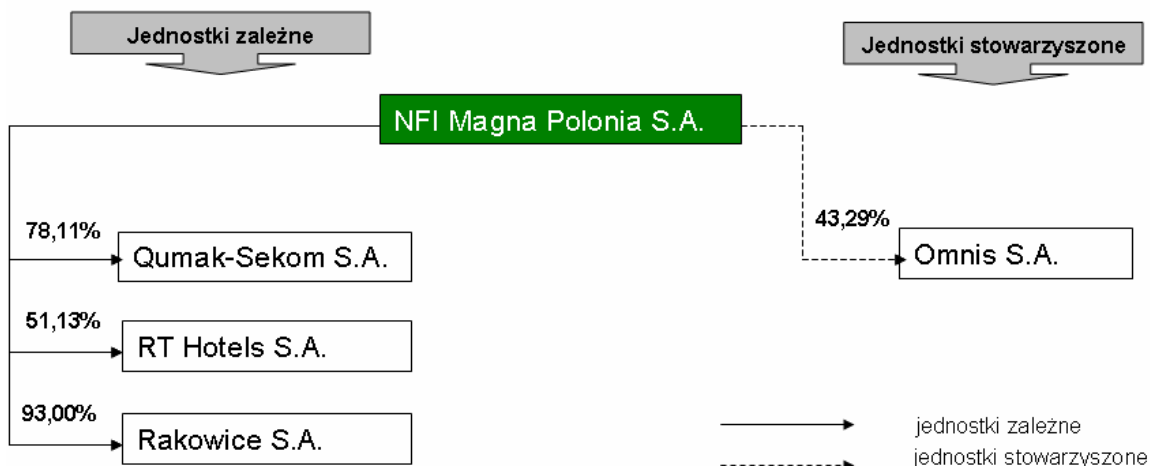 Jednostki zależne
Jednostki stowarzyszone
NFI Magna Polonia S.A.
78,11%
43,29%
Qumak-Sekom S.A.
Omnis S.A.
51,13%
RT Hotels S.A.
93,00%
Rakowice S.A.
jednostki zależne
jednostki stowarzyszone